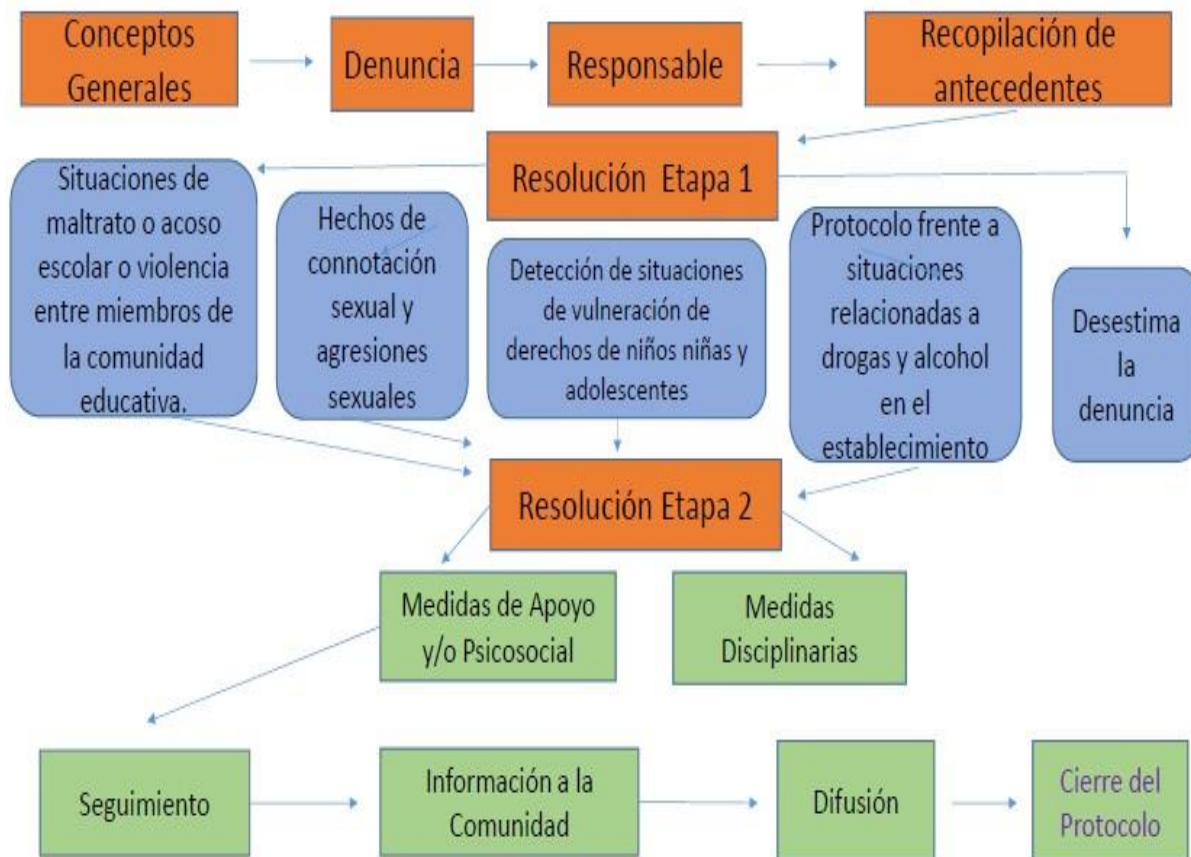 Conceptos
Generales
Denuncia
Responsable
Recopilación de
antecedentes
Resolución Etapa 1
Situaciones de
maltrato o acoso
escolar o violencia
entre miembros de
la comunidad
educativa.
Hechos de
connotación
sexual y
agresiones
sexuales
Detección de situaciones
de vulneración de
derechos de niños niñas y
adolescentes
Protocolo frente a
situaciones
relacionadas a
drogas y alcohol
en el
establecimiento
Desestima
la
denuncia
Resolución Etapa 2
Medidas de Apoyo
y/o Psicosocial
Medidas
Disciplinarias
Seguimiento
Información a la
Comunidad
Difusión
Cierre del
Protocolo